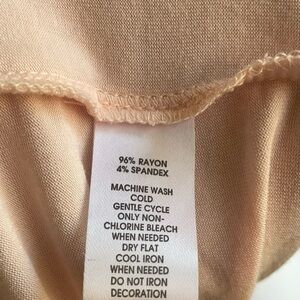 96% RAYON
4% SPANDEX
MACHINE WASH
COLD
GENTLE CYCLE
ONLY NON-
CHLORINE BLEACH
WHEN NEEDED
DRY FLAT
COOL IRON
WHEN NEEDED
DO NOT IRON
DECORATION